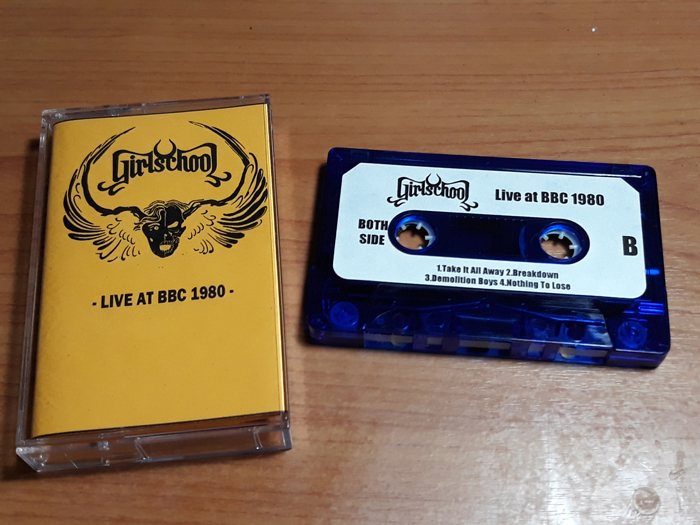 Girlschool
- LIVE AT BBC 1980 -
Girlschool Live at BBC 1980
BOTH
SIDE
B
1.Take It All Away 2.Breakdown
3.Demolition Boys 4.Nothing To Lose